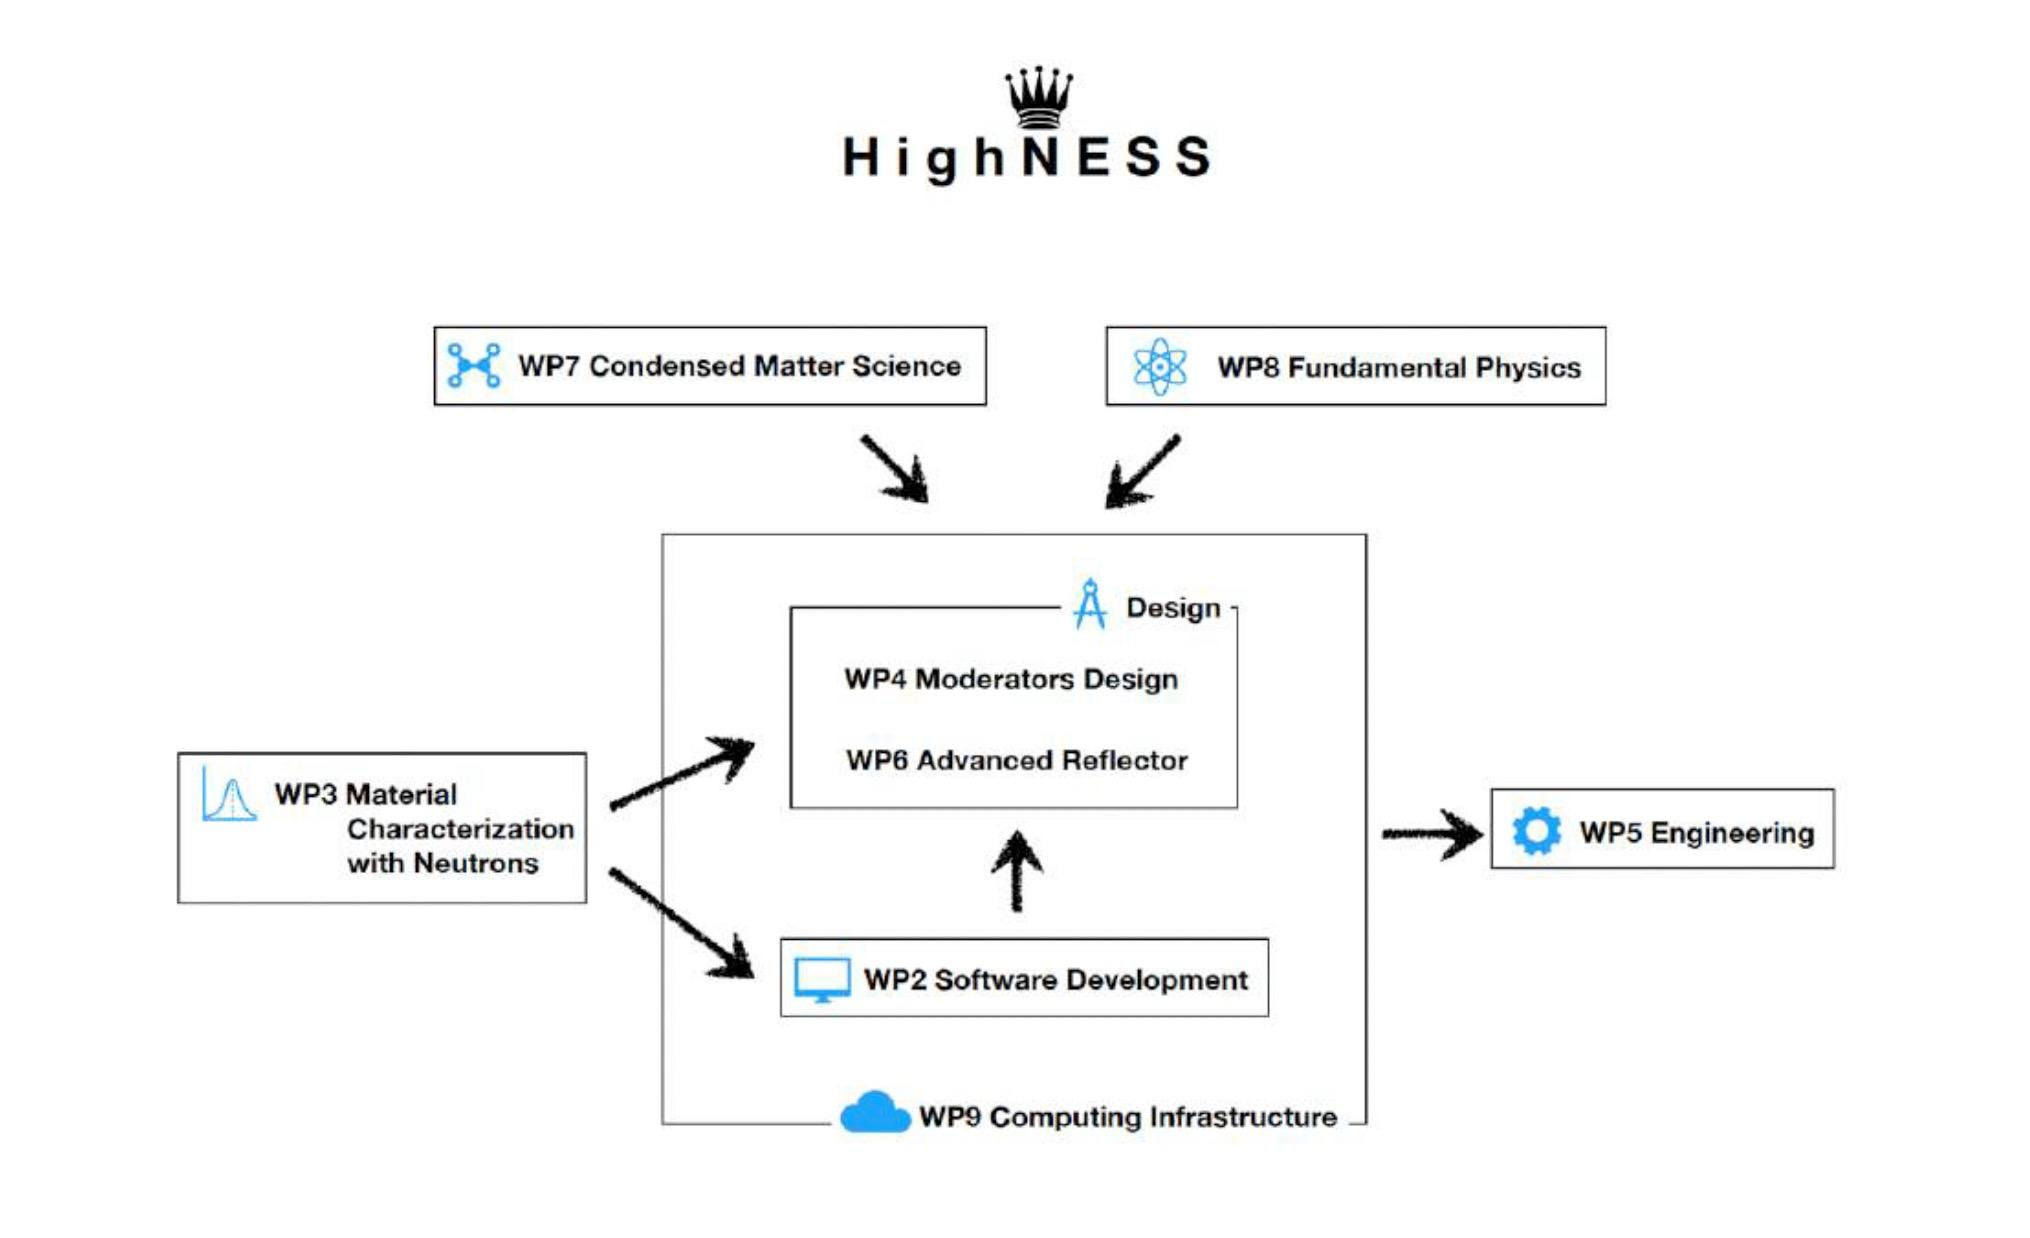 HighNESS
WP7 Condensed Matter Science
WP8 Fundamental Physics
Design
WP4 Moderators Design
WP6 Advanced Reflector
WP3 Material
Characterization
with Neutrons
WP5 Engineering
WP2 Software Development
WP9 Computing Infrastructure